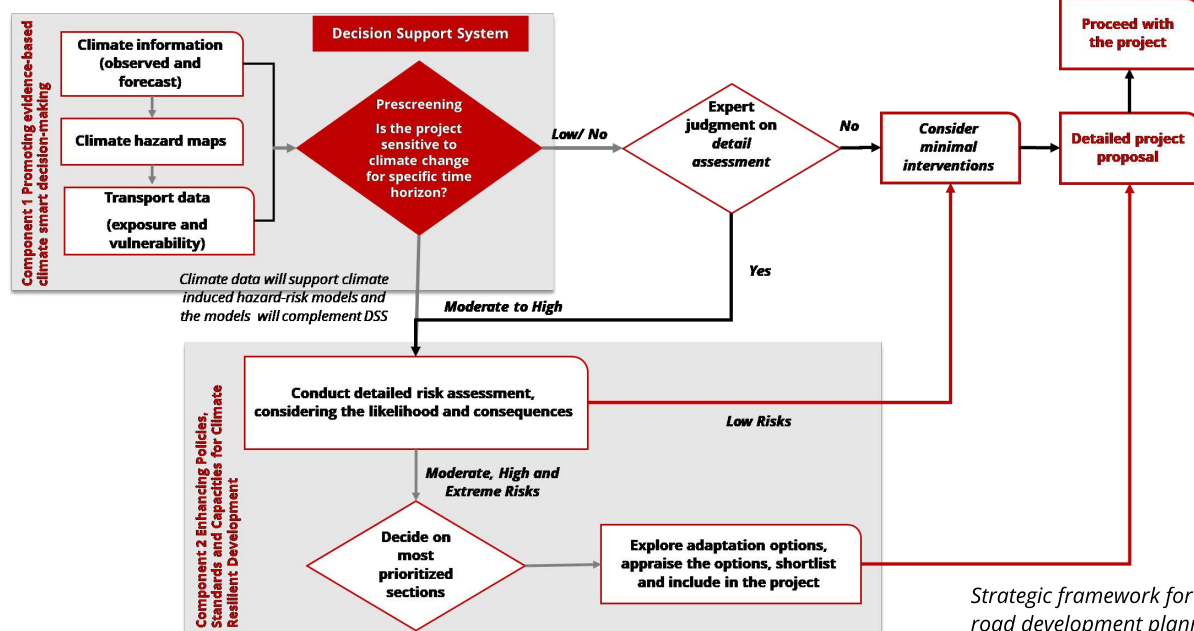 Component 1 Promoting evidence-based
climate smart decision-making
Climate information
(observed and
forecast)
Climate hazard maps
Transport data
(exposure and
vulnerability)
Decision Support System
Prescreening
Is the project
sensitive to
climate change
for specific time
horizon?
Low/ No
Expert
judgment on
detail
assessment
No
Consider
minimal
interventions
Proceed with
the project
Detailed project
proposal
Climate data will support climate
induced hazard-risk models and
the models will complement DSS
Yes
Moderate to High
Component 2 Enhancing Policies,
Standards and Capacities for Climate
Resilient Development
Conduct detailed risk assessment,
considering the likelihood and consequences
Low Risks
Moderate, High and
Extreme Risks
Decide on
most
prioritized
sections
Explore adaptation options,
appraise the options, shortlist
and include in the project
Strategic framework for
road development plann